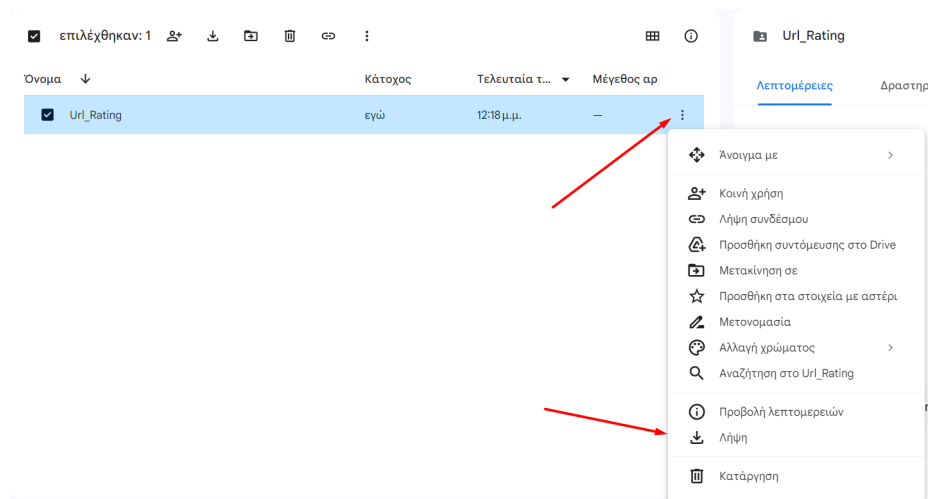 επιλέχθηκαν: 1
Url_Rating
Όνομα Κάτοχος Τελευταία τ... Μέγεθος αρ
Λεπτομέρειες Δραστηρ
Url_Rating εγώ 12:18 μ.μ. —
Άνοιγμα με
Κοινή χρήση
Λήψη συνδέσμου
Προσθήκη συντόμευσης στο Drive
Μετακίνηση σε
Προσθήκη στα στοιχεία με αστέρι
Μετονομασία
Αλλαγή χρώματος
Αναζήτηση στο Url_Rating
Προβολή λεπτομερειών
Λήψη
Κατάργηση